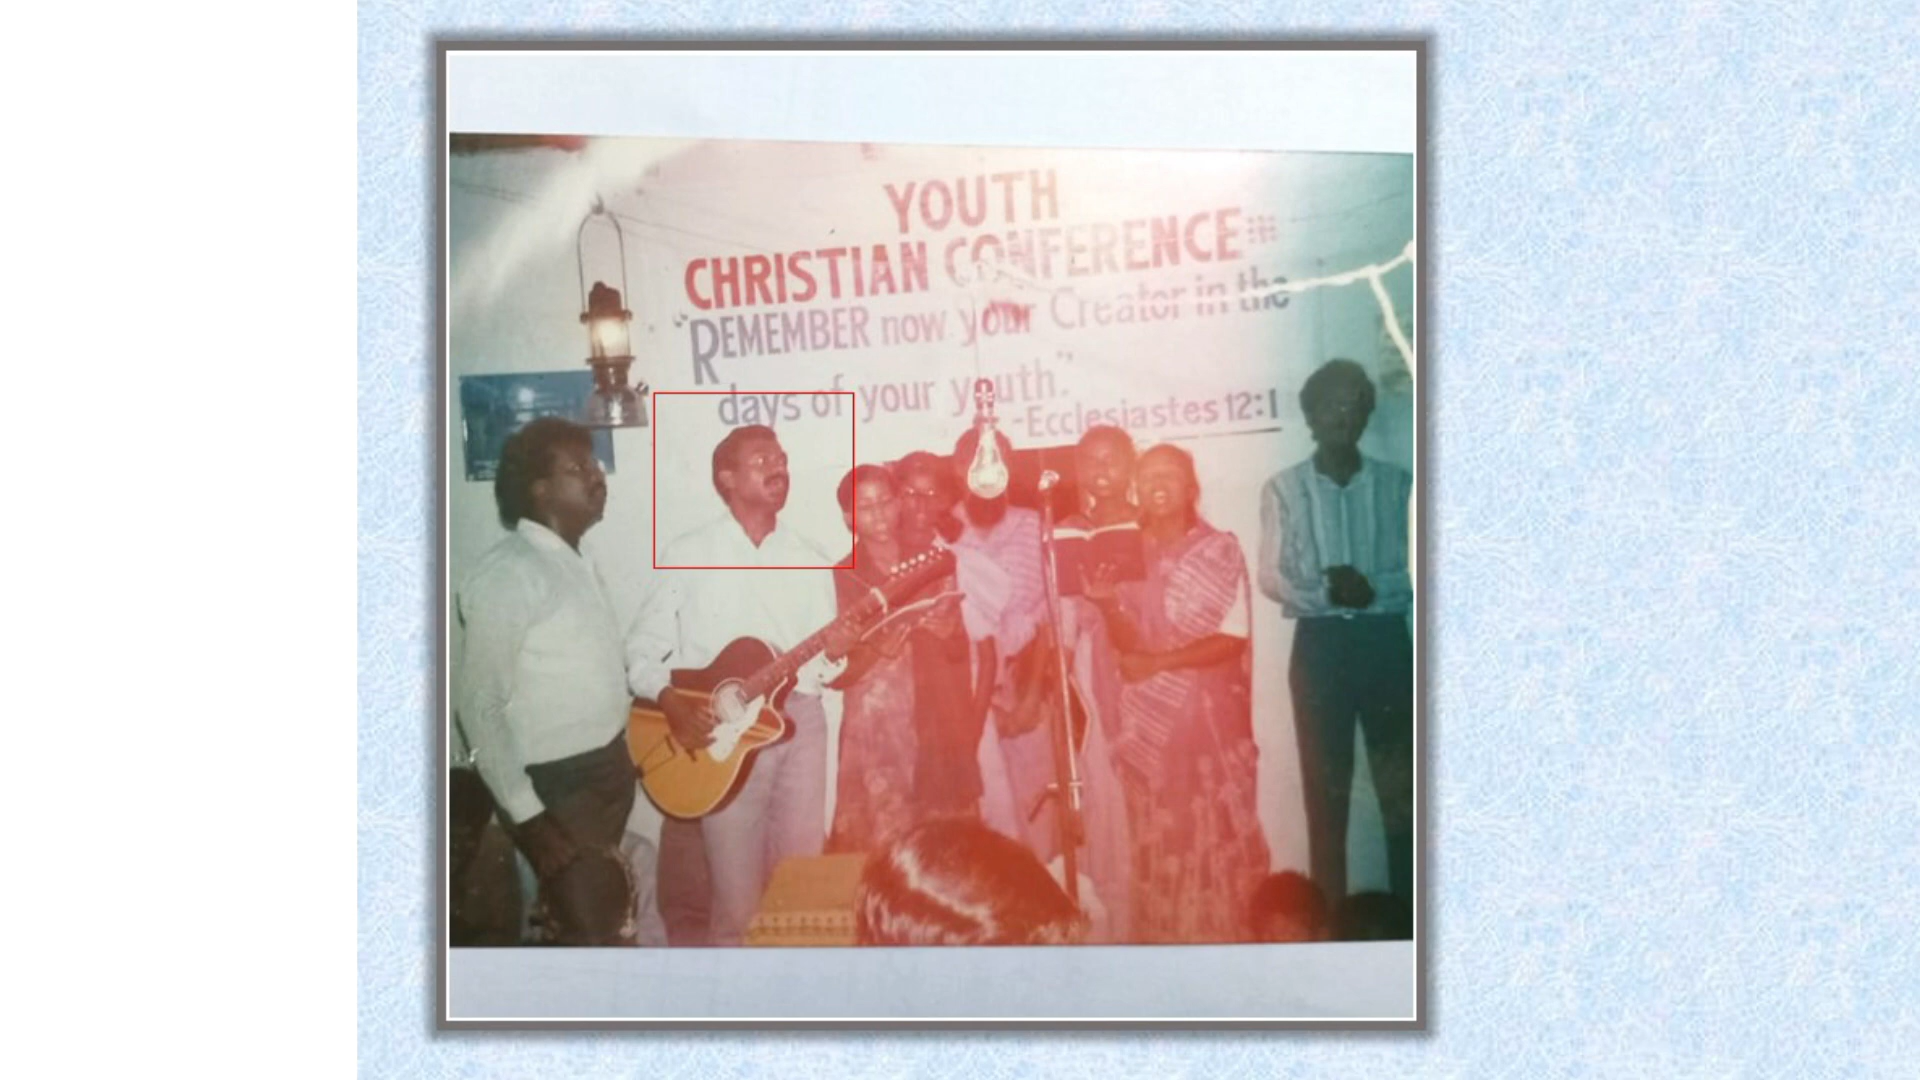 YOUTH
CHRISTIAN CONFERENCE
"REMEMBER now your Creator in the
days of your youth."
-Ecclesiastes 12:1